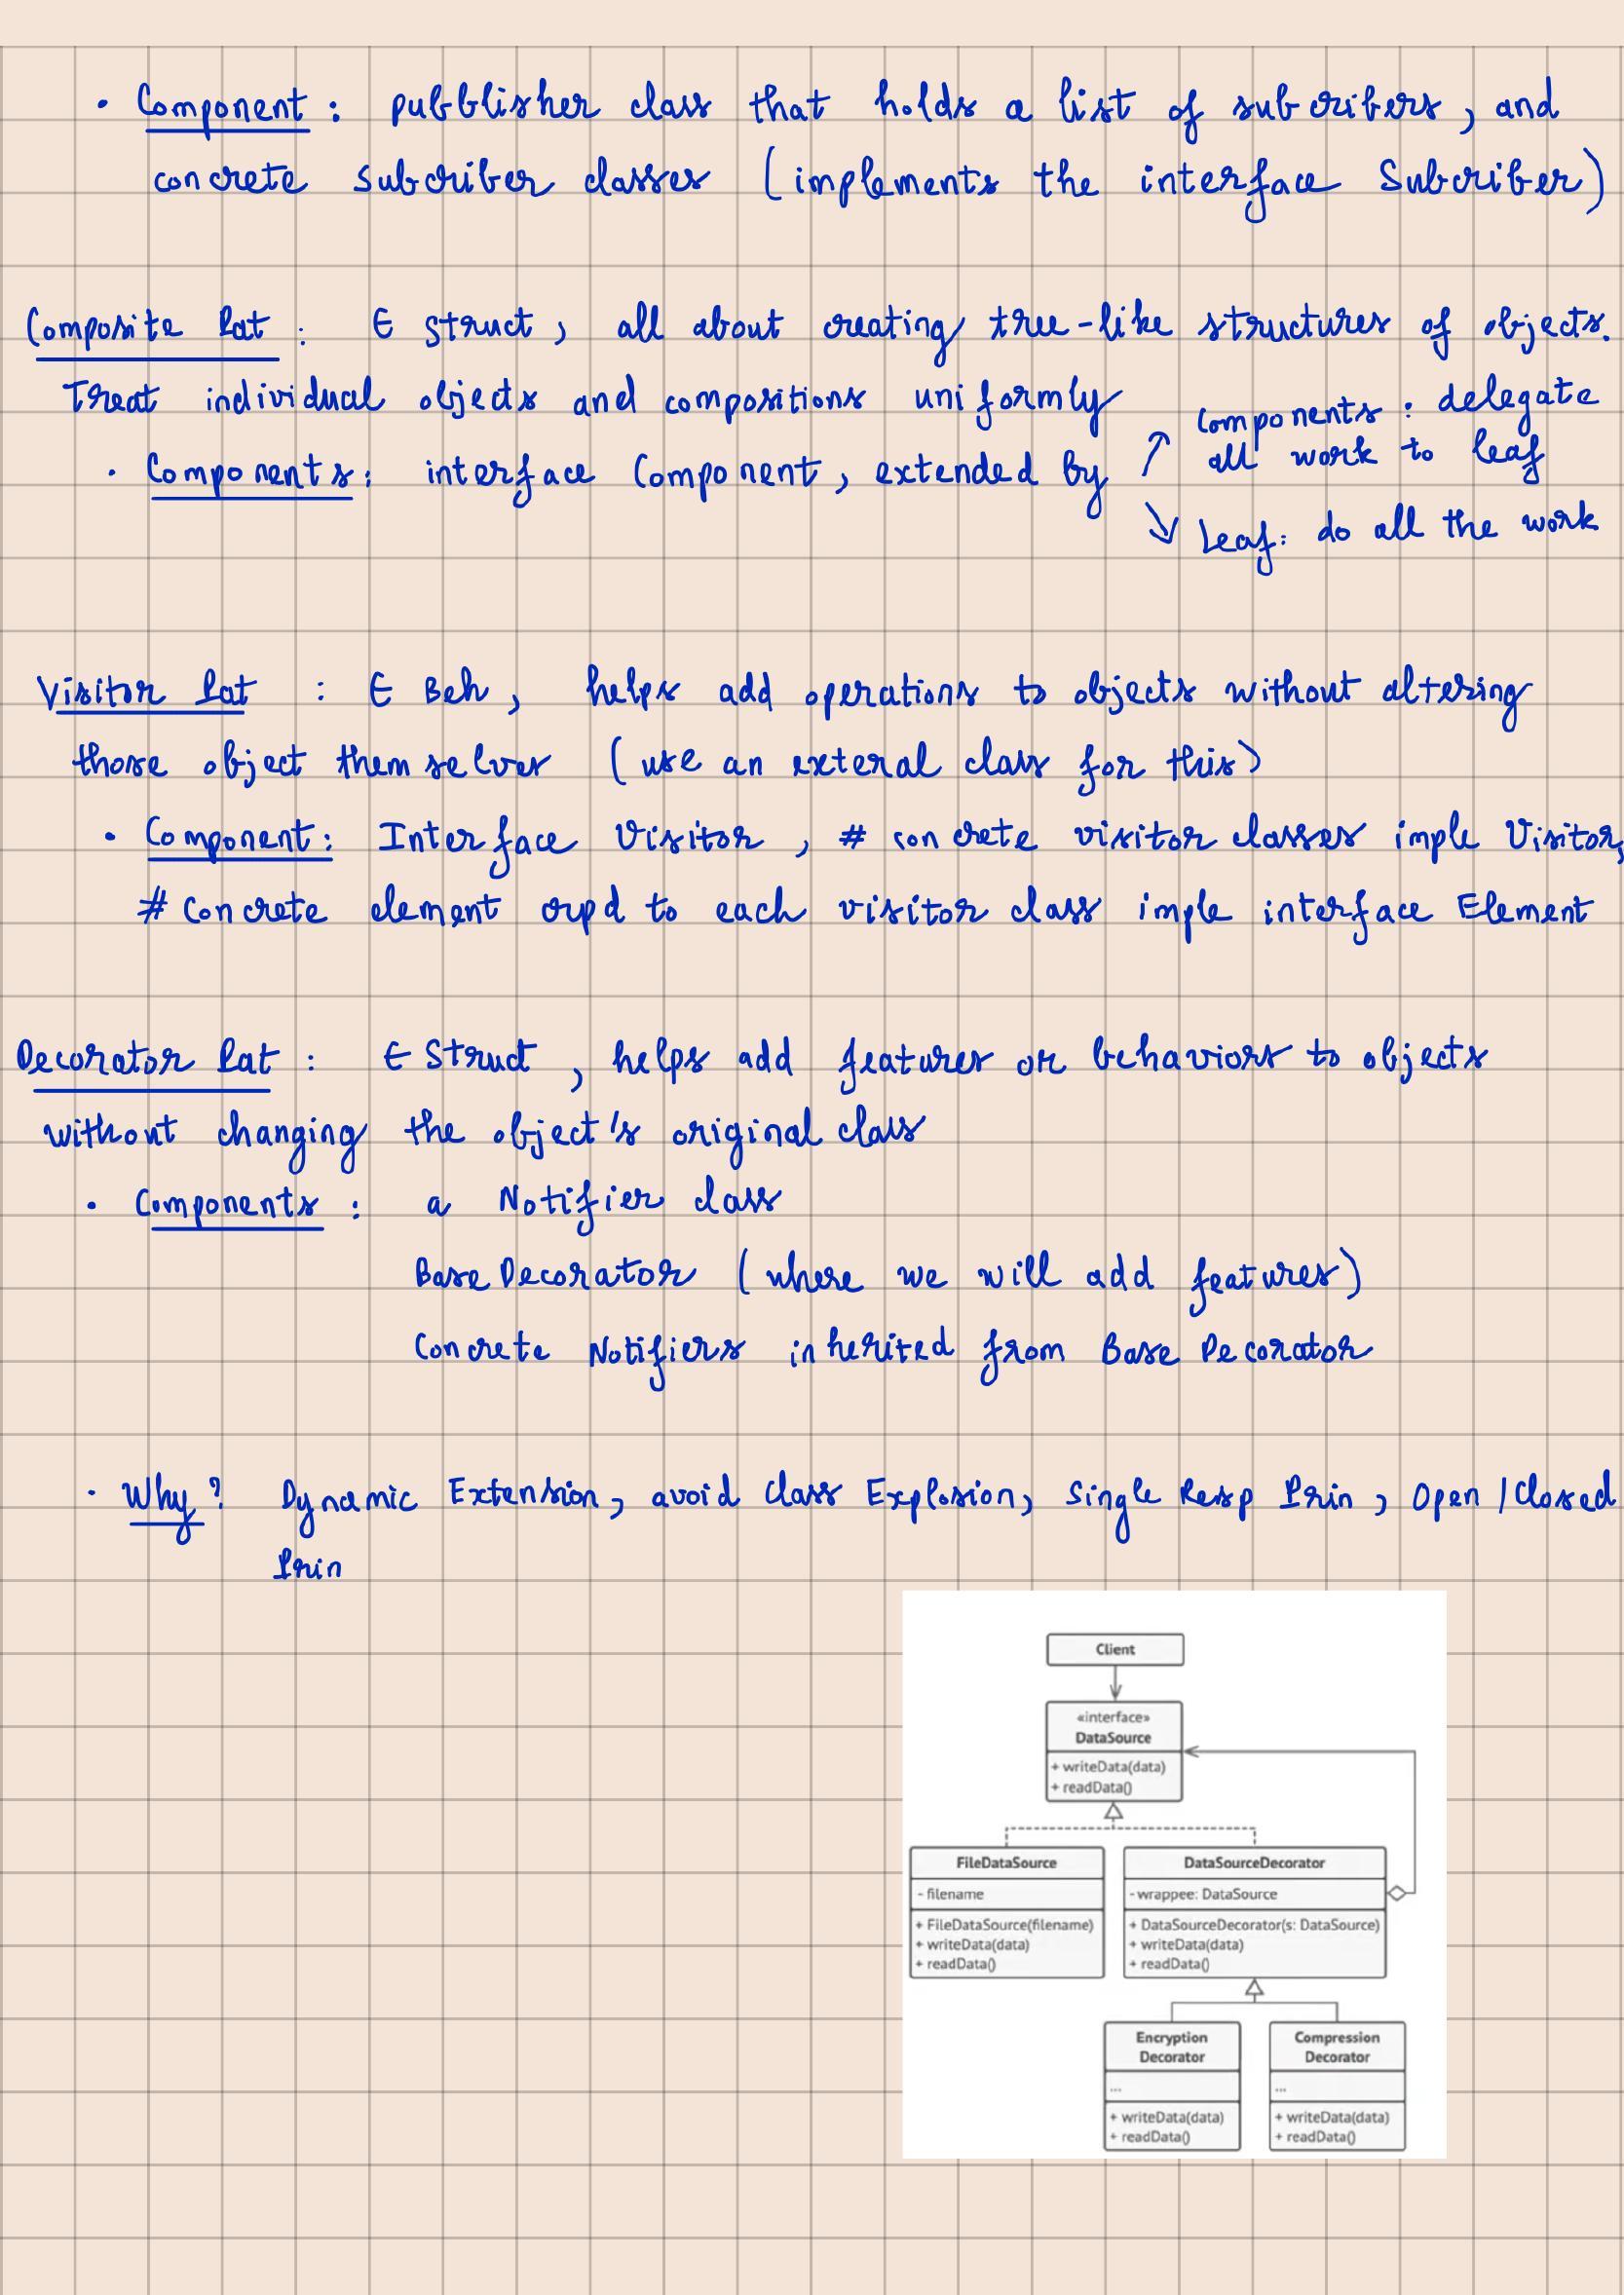 • Component : pubblisher class that holds a list of subcribers, and
concrete subcriber classes (implements the interface Subcriber)
Composite Pat : ∈ struct, all about creating tree-like structures of objects.
Treat individual objects and compositions uniformly
• Components: interface Component, extended by
↗ components : delegate
all work to leaf
↘ Leaf: do all the work
Visitor Pat : ∈ Beh, helps add operations to objects without altering
those object themselves (use an exteral class for this)
• Component: Interface Visitor, # concrete visitor classes imple Visitor,
# concrete element to each visitor class imple interface Element
Decorator Pat : ∈ Struct, helps add features or behaviors to objects
without changing the object's original class
• Components : a Notifier class
Base Decorator (where we will add features)
Concrete Notifiers inherited from Base Decorator
• Why? Dynamic Extension, avoid Class Explosion, Single Resp Prin, Open/Closed
Prin
Client
«interface»
DataSource
+ writeData(data)
+ readData()
FileDataSource
- filename
+ FileDataSource(filename)
+ writeData(data)
+ readData()
DataSourceDecorator
- wrappee: DataSource
+ DataSourceDecorator(s: DataSource)
+ writeData(data)
+ readData()
Encryption
Decorator
...
+ writeData(data)
+ readData()
Compression
Decorator
...
+ writeData(data)
+ readData()